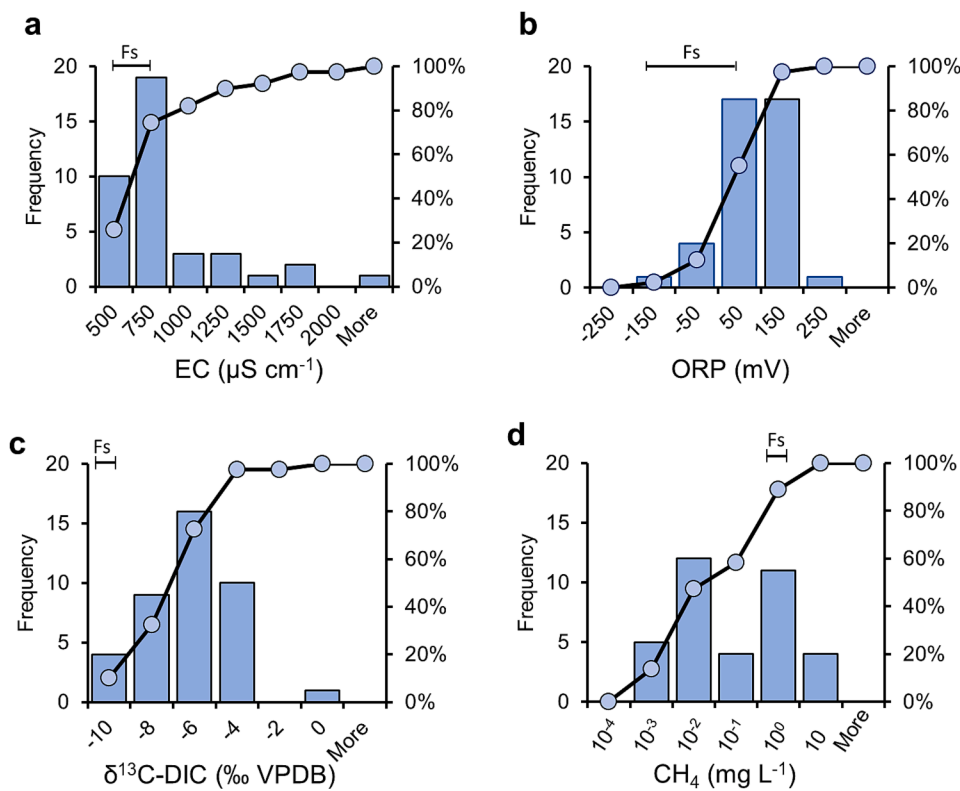 a
Fs
20
15
10
5
0
Frequency
100%
80%
60%
40%
20%
0%
500 750 1000 1250 1500 1750 2000 More
EC (µS cm⁻¹)
b
Fs
20
15
10
5
0
Frequency
100%
80%
60%
40%
20%
0%
-250 -150 -50 50 150 250 More
ORP (mV)
c
Fs
20
15
10
5
0
Frequency
100%
80%
60%
40%
20%
0%
-10 -8 -6 -4 -2 0 More
δ¹³C-DIC (‰ VPDB)
d
Fs
20
15
10
5
0
Frequency
100%
80%
60%
40%
20%
0%
10⁻⁴ 10⁻³ 10⁻² 10⁻¹ 10⁰ 10 More
CH₄ (mg L⁻¹)